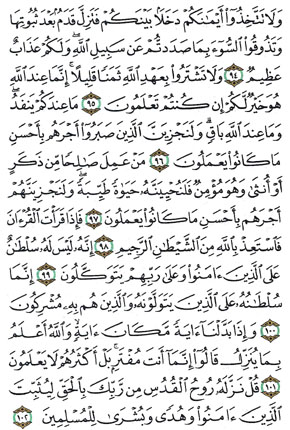 وَلَا تَتَّخِذُوٓا۟ أَيْمَٰنَكُمْ دَخَلًۢا بَيْنَكُمْ فَتَزِلَّ قَدَمٌۢ بَعْدَ ثُبُوتِهَا
وَتَذُوقُوا۟ ٱلسُّوٓءَ بِمَا صَدَدتُّمْ عَن سَبِيلِ ٱللَّهِ وَلَكُمْ عَذَابٌ
عَظِيمٌ ٩٤ وَلَا تَشْتَرُوا۟ بِعَهْدِ ٱللَّهِ ثَمَنًا قَلِيلًا إِنَّمَا عِندَ ٱللَّهِ
هُوَ خَيْرٌ لَّكُمْ إِن كُنتُمْ تَعْلَمُونَ ٩٥ مَا عِندَكُمْ يَنفَدُ
وَمَا عِندَ ٱللَّهِ بَاقٍ وَلَنَجْزِيَنَّ ٱلَّذِينَ صَبَرُوٓا۟ أَجْرَهُم بِأَحْسَنِ
مَا كَانُوا۟ يَعْمَلُونَ ٩٦ مَنْ عَمِلَ صَٰلِحًا مِّن ذَكَرٍ
أَوْ أُنثَىٰ وَهُوَ مُؤْمِنٌ فَلَنُحْيِيَنَّهُۥ حَيَوٰةً طَيِّبَةً وَلَنَجْزِيَنَّهُمْ
أَجْرَهُم بِأَحْسَنِ مَا كَانُوا۟ يَعْمَلُونَ ٩٧ فَإِذَا قَرَأْتَ ٱلْقُرْءَانَ
فَٱسْتَعِذْ بِٱللَّهِ مِنَ ٱلشَّيْطَٰنِ ٱلرَّجِيمِ ٩٨ إِنَّهُۥ لَيْسَ لَهُۥ سُلْطَٰنٌ
عَلَى ٱلَّذِينَ ءَامَنُوا۟ وَعَلَىٰ رَبِّهِمْ يَتَوَكَّلُونَ ٩٩ إِنَّمَا
سُلْطَٰنُهُۥ عَلَى ٱلَّذِينَ يَتَوَلَّوْنَهُۥ وَٱلَّذِينَ هُم بِهِۦ مُشْرِكُونَ
١٠٠ وَإِذَا بَدَّلْنَآ ءَايَةً مَّكَانَ ءَايَةٍ وَٱللَّهُ أَعْلَمُ
بِمَا يُنَزِّلُ قَالُوٓا۟ إِنَّمَآ أَنتَ مُفْتَرٍۭ بَلْ أَكْثَرُهُمْ لَا يَعْلَمُونَ
١٠١ قُلْ نَزَّلَهُۥ رُوحُ ٱلْقُدُسِ مِن رَّبِّكَ بِٱلْحَقِّ لِيُثَبِّتَ
ٱلَّذِينَ ءَامَنُوا۟ وَهُدًى وَبُشْرَىٰ لِلْمُسْلِمِينَ ١٠٢